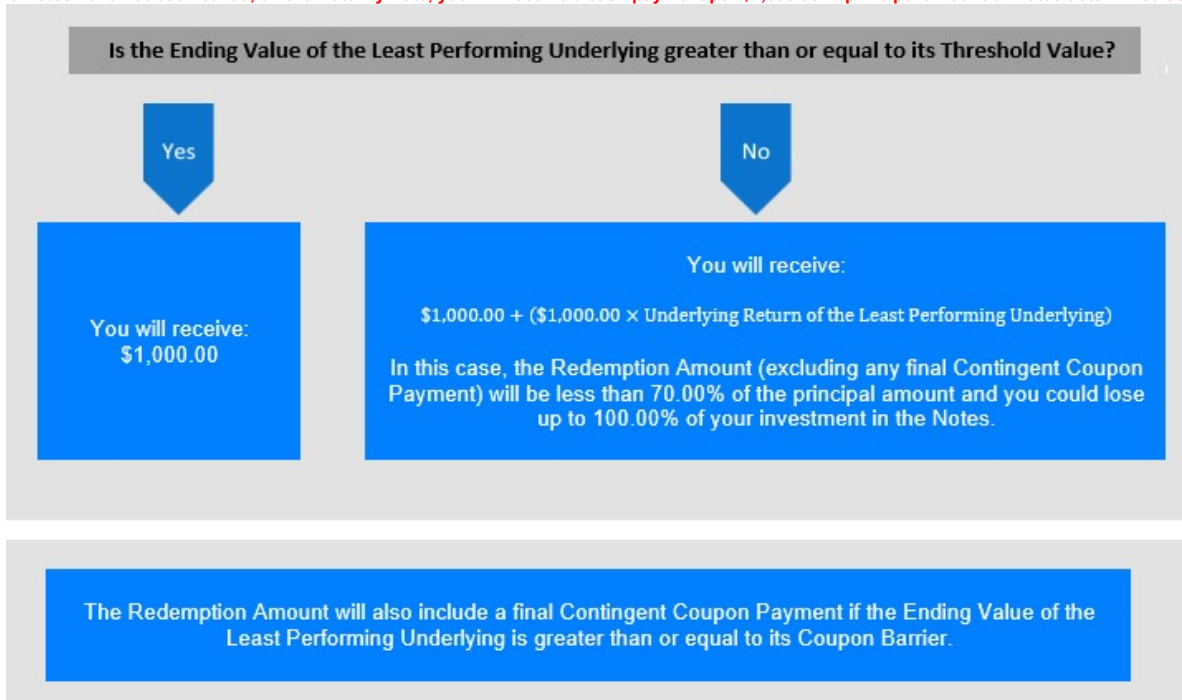 Is the Ending Value of the Least Performing Underlying greater than or equal to its Threshold Value?
Yes
No
You will receive:
$1,000.00
You will receive:
$1,000.00 + ($1,000.00 × Underlying Return of the Least Performing Underlying)
In this case, the Redemption Amount (excluding any final Contingent Coupon
Payment) will be less than 70.00% of the principal amount and you could lose
up to 100.00% of your investment in the Notes.
The Redemption Amount will also include a final Contingent Coupon Payment if the Ending Value of the
Least Performing Underlying is greater than or equal to its Coupon Barrier.